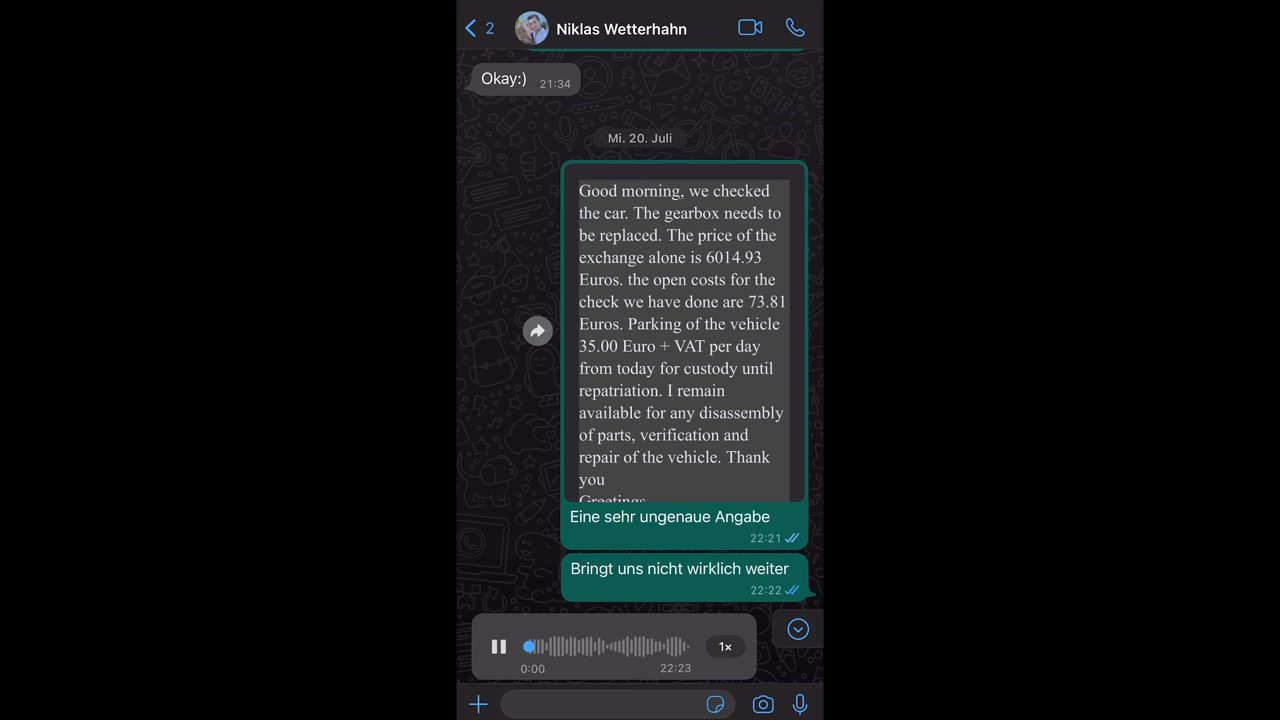 2
Niklas Wetterhahn
Okay:)
21:34
Mi. 20. Juli
Good morning, we checked
the car. The gearbox needs to
be replaced. The price of the
exchange alone is 6014.93
Euros. the open costs for the
check we have done are 73.81
Euros. Parking of the vehicle
35.00 Euro + VAT per day
from today for custody until
repatriation. I remain
available for any disassembly
of parts, verification and
repair of the vehicle. Thank
you
Greetings
Eine sehr ungenaue Angabe
22:21
Bringt uns nicht wirklich weiter
22:22
1×
0:00
22:23